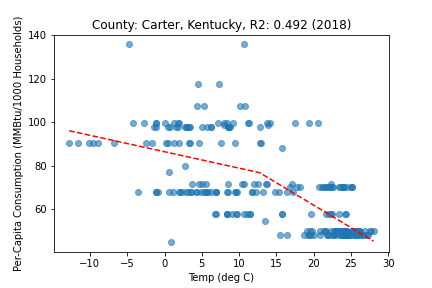 County: Carter, Kentucky, R2: 0.492 (2018)
Per-Capita Consumption (MMBtu/1000 Households)
140
120
100
80
60
−10 −5 0 5 10 15 20 25 30
Temp (deg C)